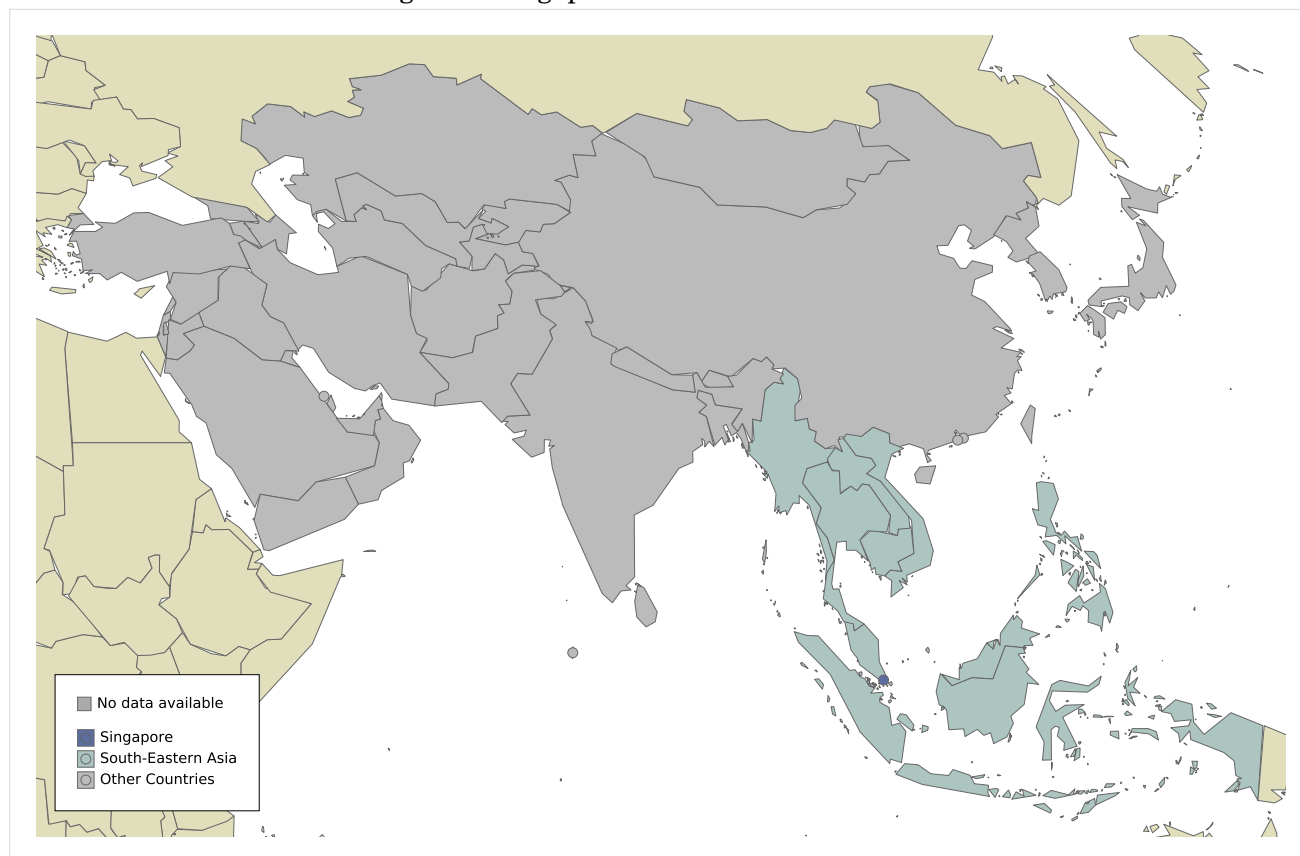 No data available
Singapore
South-Eastern Asia
Other Countries